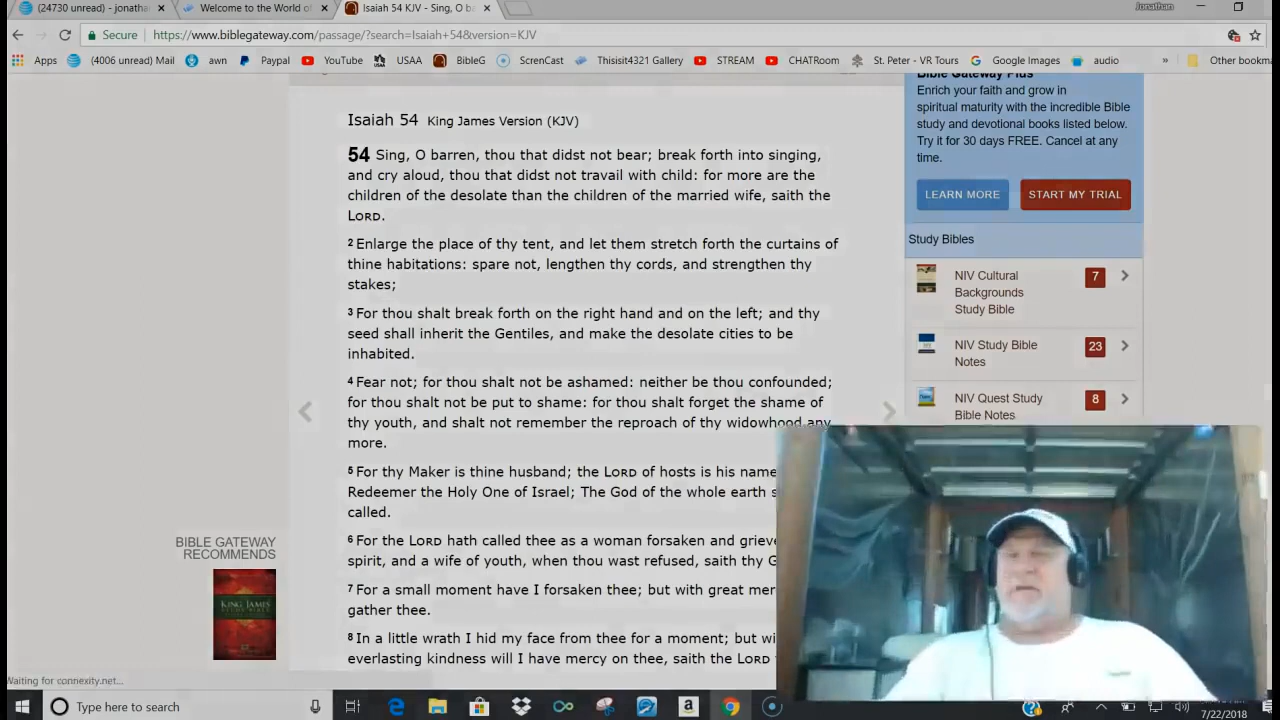 (24730 unread) - jonatha
Welcome to the World of
Isaiah 54 KJV - Sing, O ba
Jonathan
Secure
https://www.biblegateway.com/passage/?search=Isaiah+54&version=KJV
Apps
(4006 unread) Mail
awn
Paypal
YouTube
USAA
BibleG
ScrenCast
Thisisit4321 Gallery
STREAM
CHATRoom
St. Peter - VR Tours
Google Images
audio
»
Other bookma
Isaiah 54 King James Version (KJV)
54 Sing, O barren, thou that didst not bear; break forth into singing,
and cry aloud, thou that didst not travail with child: for more are the
children of the desolate than the children of the married wife, saith the
LORD.
2 Enlarge the place of thy tent, and let them stretch forth the curtains of
thine habitations: spare not, lengthen thy cords, and strengthen thy
stakes;
3 For thou shalt break forth on the right hand and on the left; and thy
seed shall inherit the Gentiles, and make the desolate cities to be
inhabited.
4 Fear not; for thou shalt not be ashamed: neither be thou confounded;
for thou shalt not be put to shame: for thou shalt forget the shame of
thy youth, and shalt not remember the reproach of thy widowhood any
more.
5 For thy Maker is thine husband; the LORD of hosts is his name
Redeemer the Holy One of Israel; The God of the whole earth s
called.
6 For the LORD hath called thee as a woman forsaken and grieve
spirit, and a wife of youth, when thou wast refused, saith thy G
7 For a small moment have I forsaken thee; but with great mer
gather thee.
8 In a little wrath I hid my face from thee for a moment; but wi
everlasting kindness will I have mercy on thee, saith the LORD
Bible Gateway Plus
Enrich your faith and grow in
spiritual maturity with the incredible Bible
study and devotional books listed below.
Try it for 30 days FREE. Cancel at any
time.
LEARN MORE
START MY TRIAL
Study Bibles
NIV Cultural
Backgrounds
Study Bible
7
NIV Study Bible
Notes
23
NIV Quest Study
Bible Notes
8
BIBLE GATEWAY
RECOMMENDS
KING JAMES
Waiting for connexity.net...
Type here to search
7/22/2018